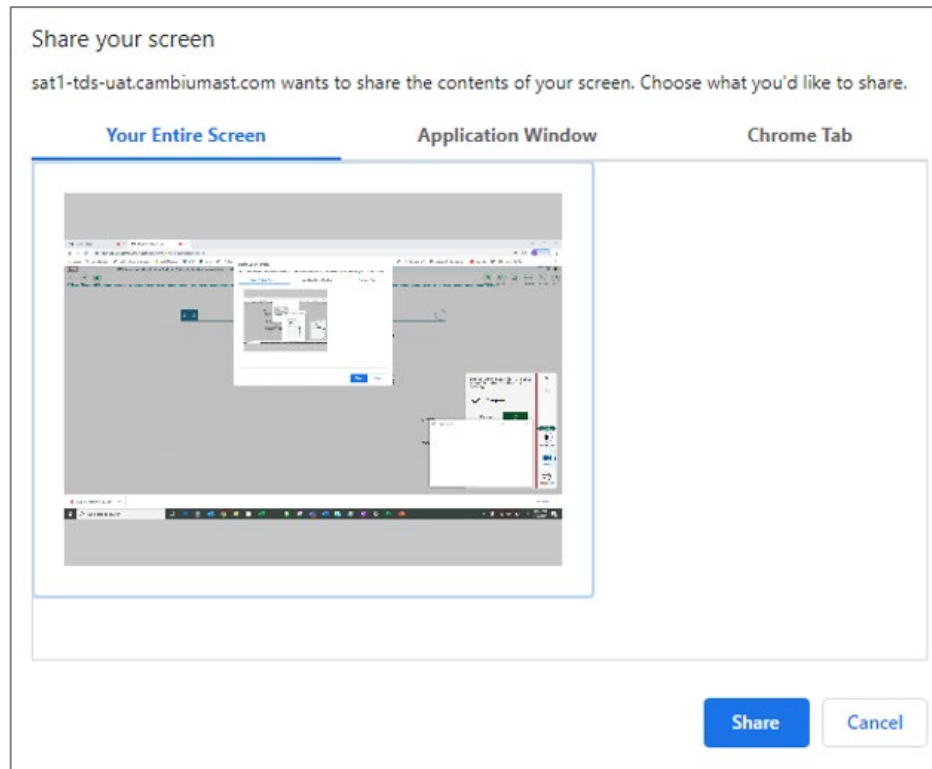 Share your screen
sat1-tds-uat.cambiumast.com wants to share the contents of your screen. Choose what you'd like to share.
Your Entire Screen
Application Window
Chrome Tab
Share
Cancel